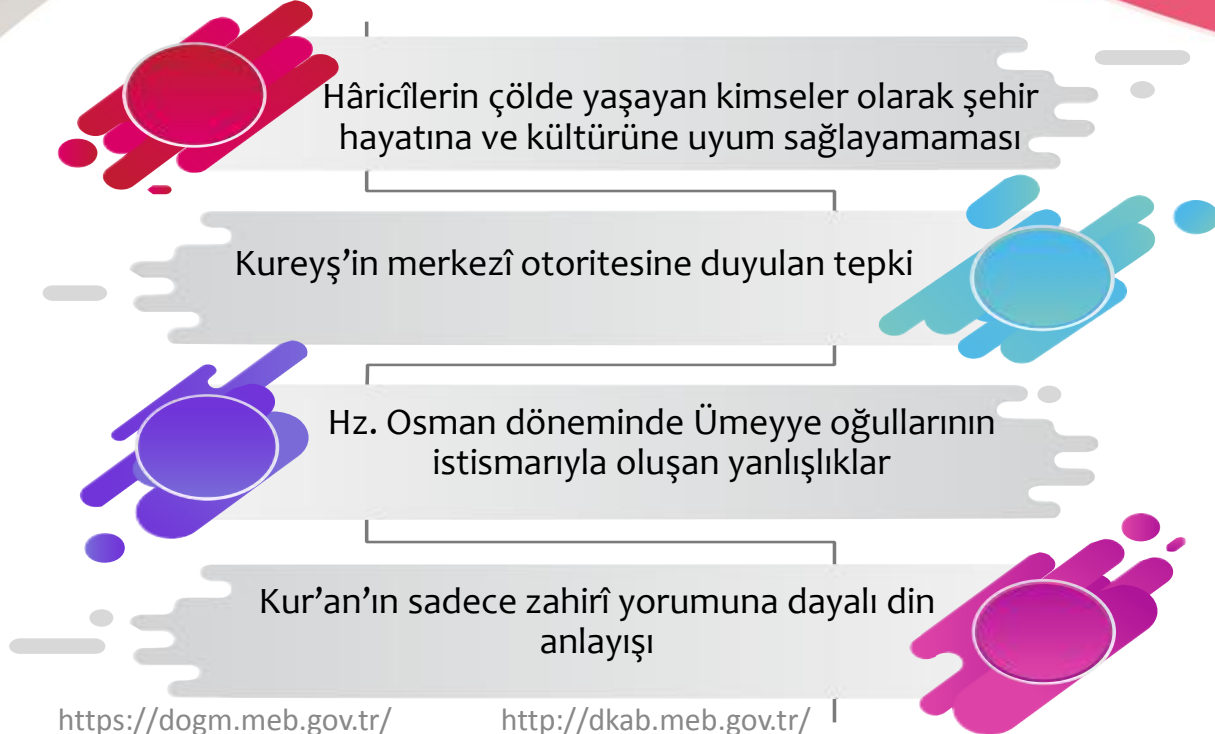 Hâricîlerin çölde yaşayan kimseler olarak şehir
hayatına ve kültürüne uyum sağlayamaması
Kureyş’in merkezî otoritesine duyulan tepki
Hz. Osman döneminde Ümeyye oğullarının
istismarıyla oluşan yanlışlıklar
Kur’an’ın sadece zahirî yorumuna dayalı din
anlayışı
https://dogm.meb.gov.tr/ http://dkab.meb.gov.tr/